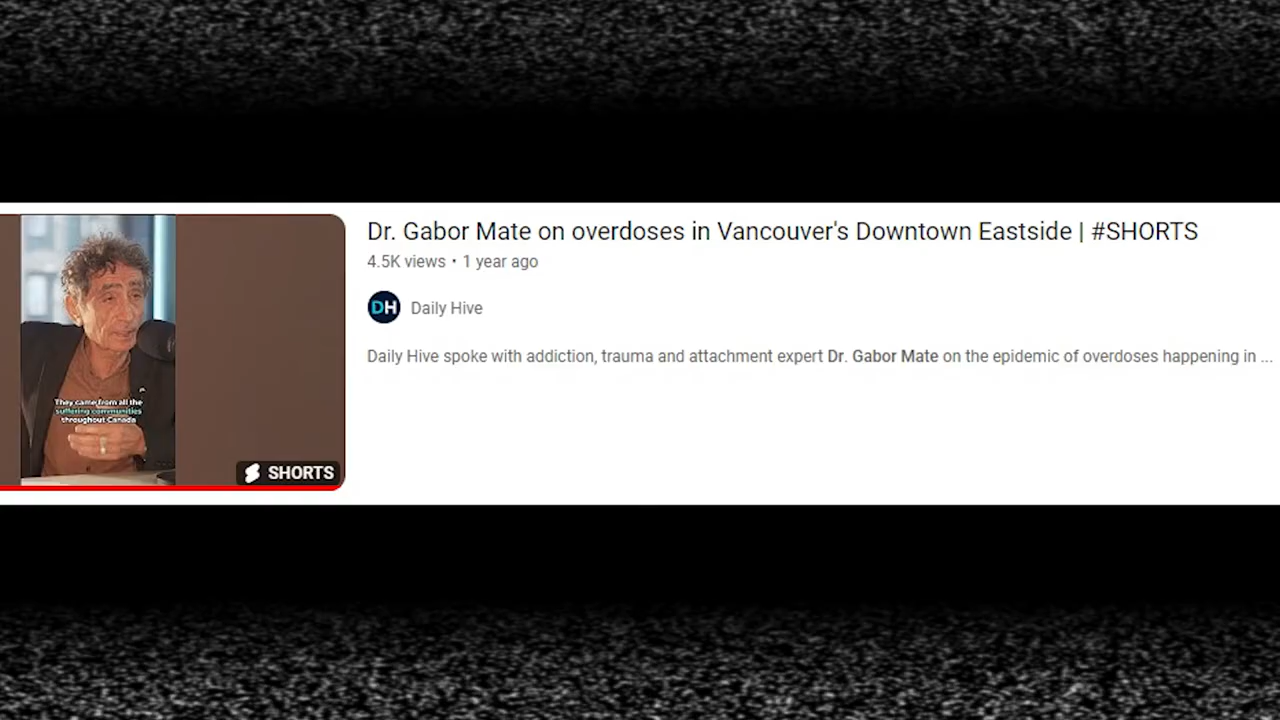 Dr. Gabor Mate on overdoses in Vancouver's Downtown Eastside | #SHORTS
4.5K views • 1 year ago
DH Daily Hive
Daily Hive spoke with addiction, trauma and attachment expert Dr. Gabor Mate on the epidemic of overdoses happening in ...
They came from all the
suffering communities
throughout Canada
SHORTS